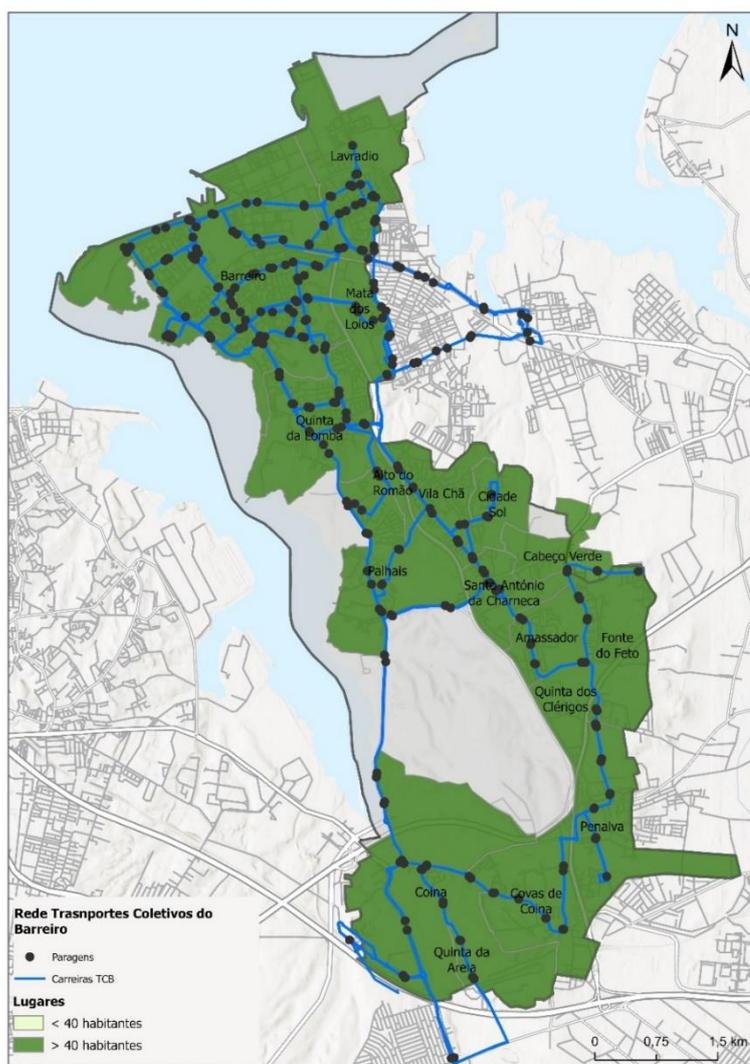 N
Lavradio
Barreiro
Mata
dos
Loios
Quinta
da Lomba
Alto do
Romão
Vila Chã
Cidade
Sol
Cabeço Verde
Palhais
Santo António
da Charneca
Amassador
Fonte
do Feto
Quinta dos
Clérigos
Penalva
Coina
Covas de
Coina
Quinta da
Areia
Rede Trasnportes Coletivos do
Barreiro
Paragens
Carreiras TCB
Lugares
< 40 habitantes
> 40 habitantes
0 0,75 1,5 km